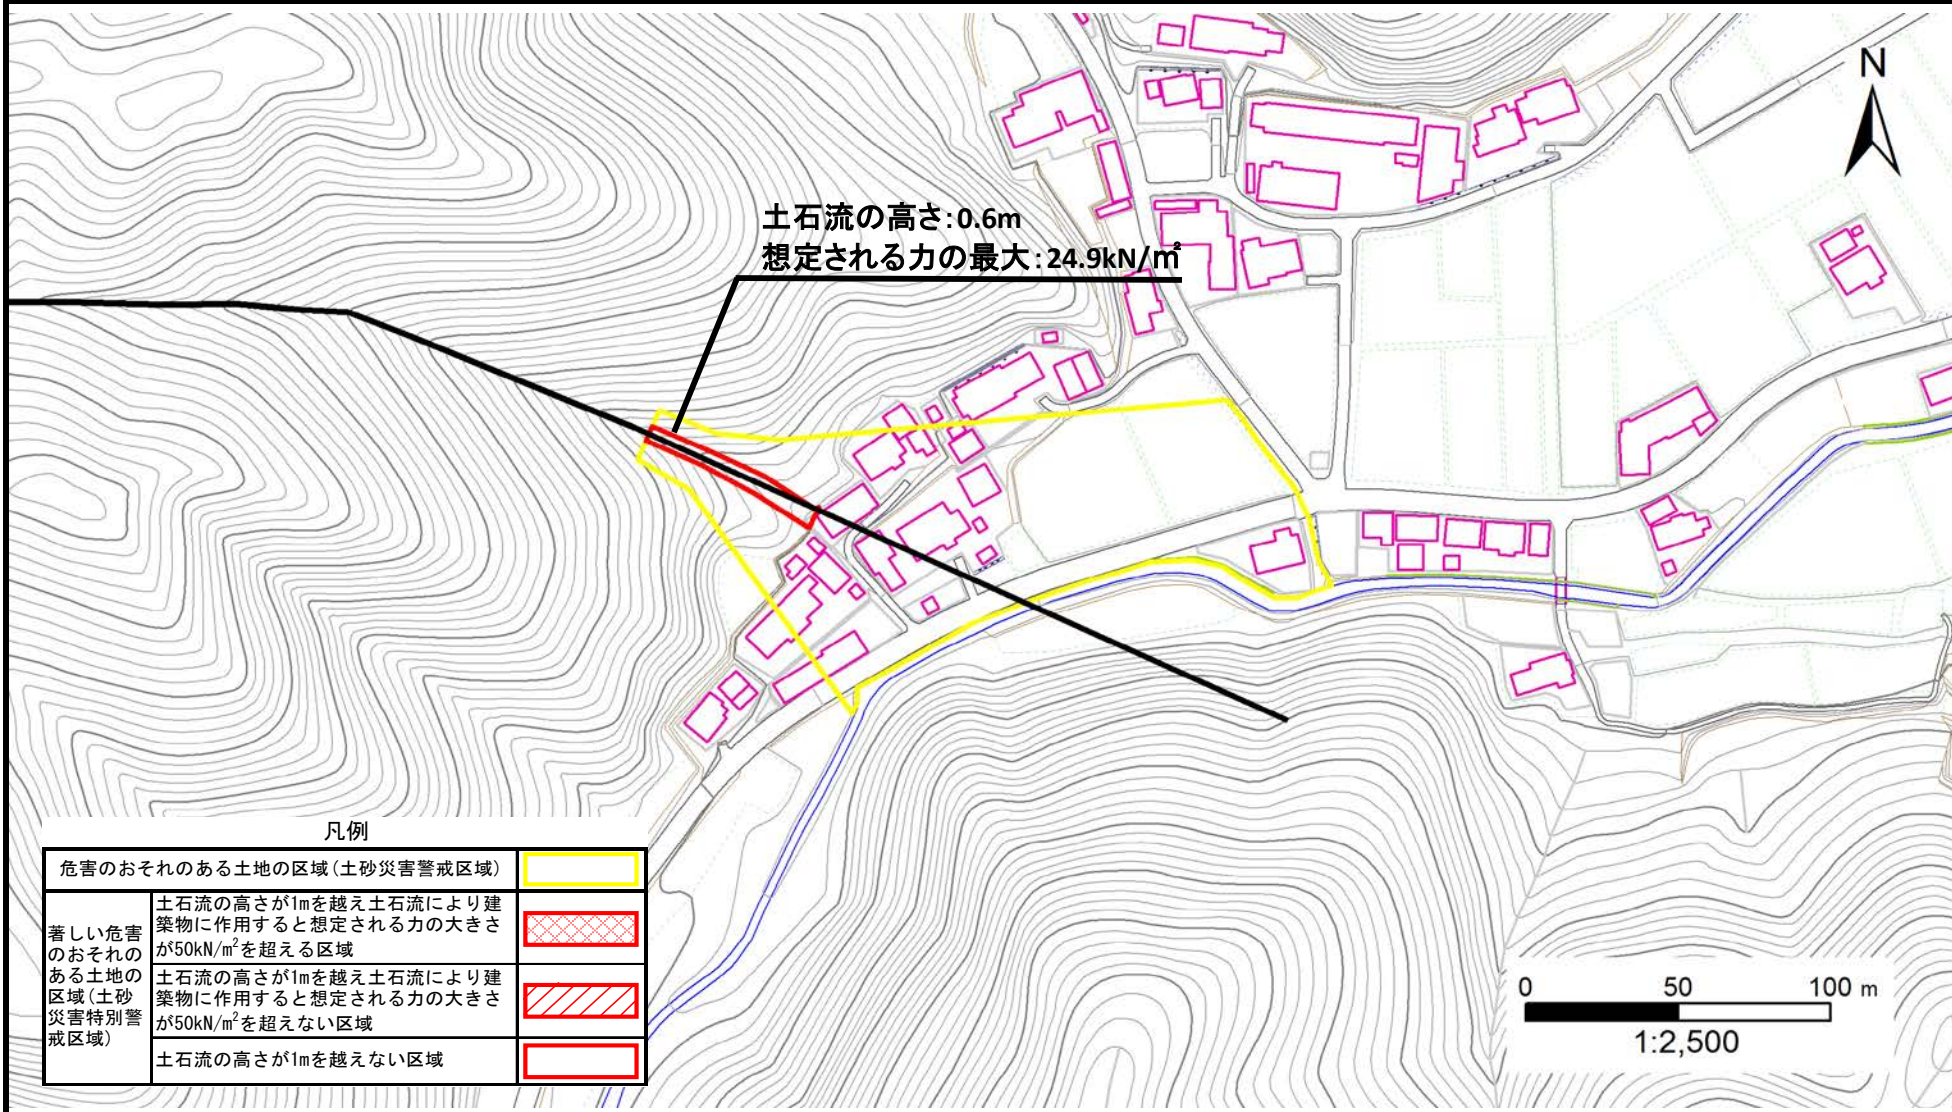 N
土石流の高さ:0.6m
想定される力の最大:24.9kN/㎡
凡例
危害のおそれのある土地の区域(土砂災害警戒区域)
著しい危害
のおそれの
ある土地の
区域(土砂
災害特別警
戒区域)
土石流の高さが1mを越え土石流により建
築物に作用すると想定される力の大きさ
が50kN/m²を超える区域
土石流の高さが1mを越え土石流により建
築物に作用すると想定される力の大きさ
が50kN/m²を超えない区域
土石流の高さが1mを越えない区域
0 50 100 m
1:2,500